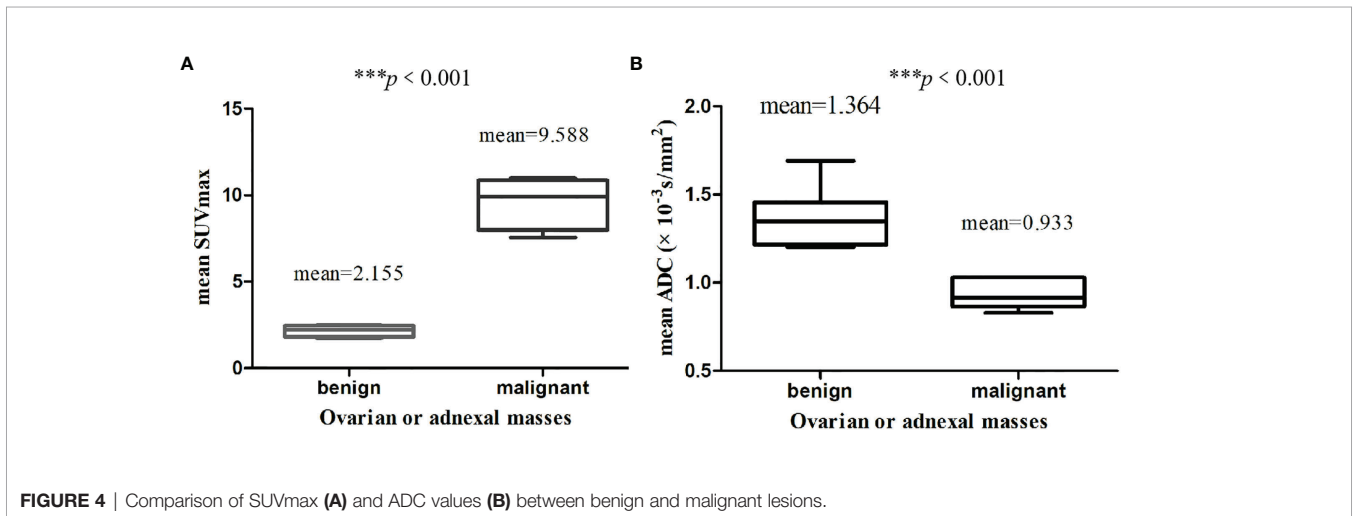 A
***p < 0.001
15
mean=9.588
10
mean SUVmax
mean=2.155
5
0
benign malignant
Ovarian or adnexal masses
B
***p < 0.001
mean=1.364
2.0
1.5
mean=0.933
mean ADC (× 10⁻³s/mm²)
1.0
0.5
benign malignant
Ovarian or adnexal masses
FIGURE 4 | Comparison of SUVmax (A) and ADC values (B) between benign and malignant lesions.